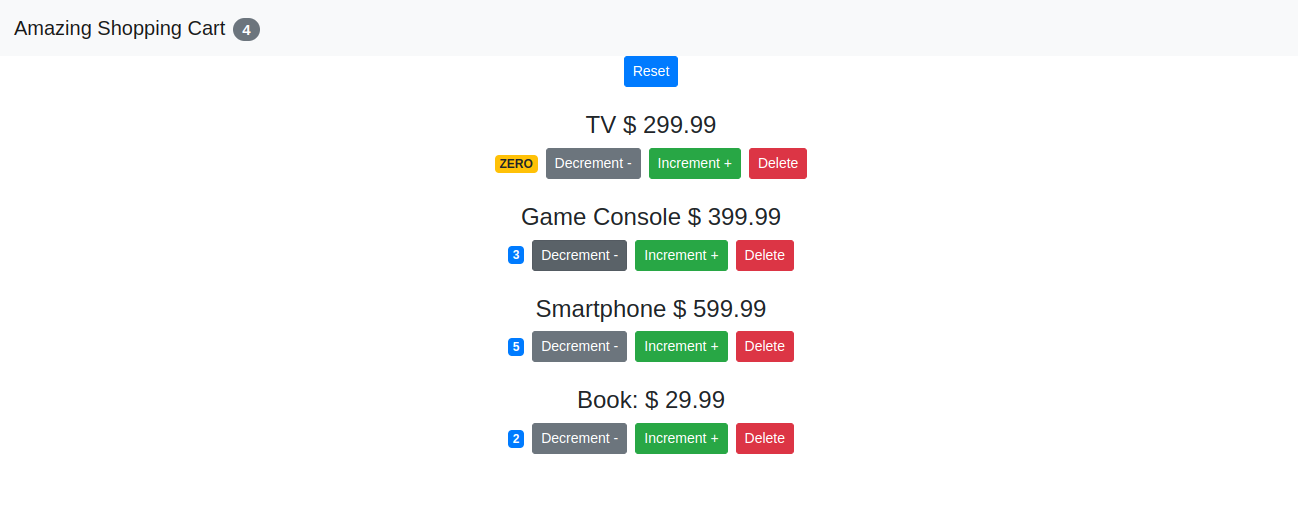 Amazing Shopping Cart 4
Reset
TV $ 299.99
ZERO Decrement - Increment + Delete
Game Console $ 399.99
3 Decrement - Increment + Delete
Smartphone $ 599.99
5 Decrement - Increment + Delete
Book: $ 29.99
2 Decrement - Increment + Delete